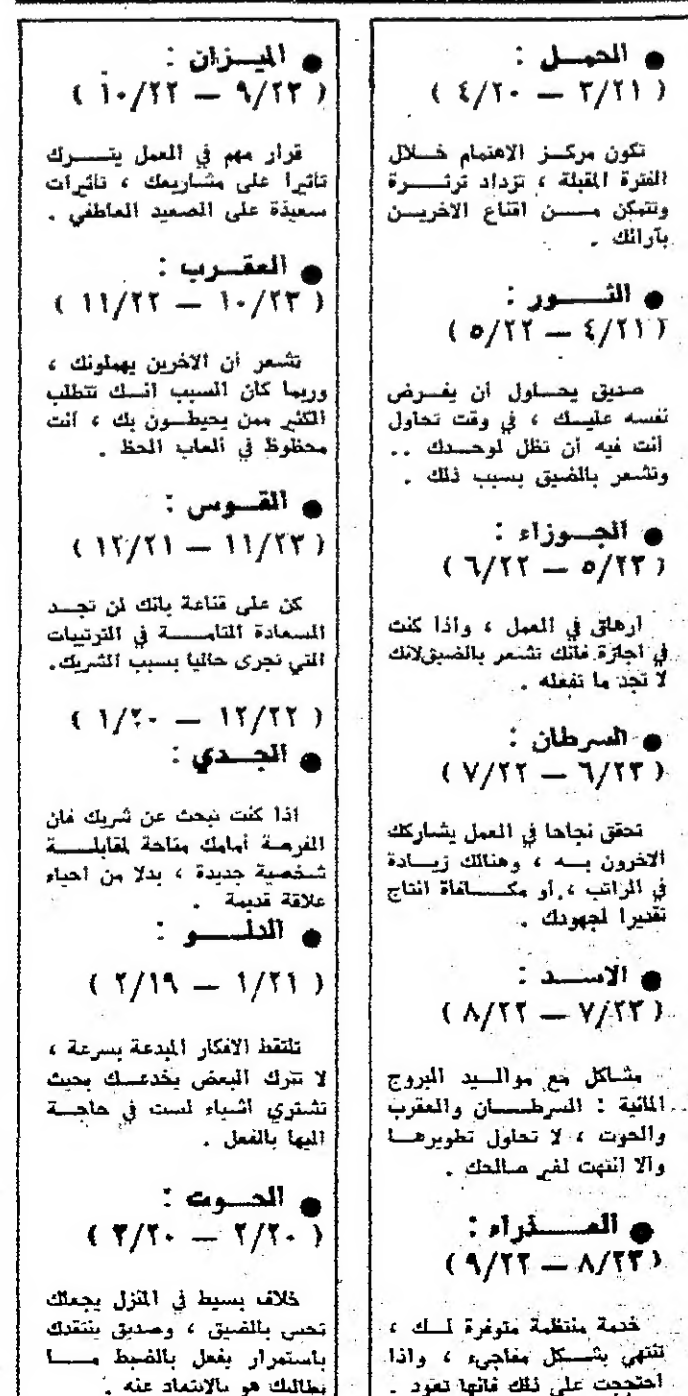 ● الحمل :
( ٣/٢١ — ٤/٢٠ )
تكون مركز الاهتمام خلال
الفترة المقبلة ، تزداد ثرثرة
وتتمكن من اقناع الاخرين
بآرائك .
● الثور :
( ٤/٢١ — ٥/٢٢ )
صديق يحاول أن يفرض
نفسه عليك ، في وقت تحاول
أنت فيه أن تظل لوحدك ..
وتشعر بالضيق بسبب ذلك .
● الجوزاء :
( ٥/٢٣ — ٦/٢٢ )
ارهاق في العمل ، واذا كنت
في اجازة فانك تشعر بالضيق لانك
لا تجد ما تفعله .
● السرطان :
( ٦/٢٣ — ٧/٢٢ )
تحقق نجاحا في العمل يشاركك
الاخرون به ، وهنالك زيادة
في الراتب ، أو مكافأة انتاج
تقديرا لجهودك .
● الاسد :
( ٧/٢٣ — ٨/٢٢ )
مشاكل مع مواليد البروج
المائية : السرطان والعقرب
والحوت ، لا تحاول تطويرها
والا انتهت لغير صالحك .
● العذراء :
( ٨/٢٣ — ٩/٢٢ )
خدمة منتظمة متوفرة لك ،
تنتهي بشكل مفاجيء ، واذا
احتججت على ذلك فانها تعود .
● الميزان :
( ٩/٢٣ — ١٠/٢٢ )
قرار مهم في العمل يترك
تأثيرا على مشاريعك ، تأثيرات
سعيدة على الصعيد العاطفي .
● العقرب :
( ١٠/٢٣ — ١١/٢٢ )
تشعر أن الاخرين يهملونك ،
وربما كان السبب انك تتطلب
الكثير ممن يحيطون بك ، أنت
محظوظ في ألعاب الحظ .
● القوس :
( ١١/٢٣ — ١٢/٢١ )
كن على قناعة بانك لن تجد
السعادة التامة في الترتيبات
التي تجرى حاليا بسبب الشريك .
( ١٢/٢٢ — ١/٢٠ )
● الجدي :
اذا كنت تبحث عن شريك فان
الفرصة أمامك متاحة لمقابلة
شخصية جديدة ، بدلا من احياء
علاقة قديمة .
● الدلو :
( ١/٢١ — ٢/١٩ )
تلتقط الافكار المبدعة بسرعة ،
لا تترك البعض يخدعك بحيث
تشتري اشياء لست في حاجة
اليها بالفعل .
● الحوت :
( ٢/٢٠ — ٣/٢٠ )
خلاف بسيط في المنزل يجعلك
تحس بالضيق ، وصديق ينتقدك
باستمرار يفعل بالضبط ما
يطالبك هو بالابتعاد عنه .